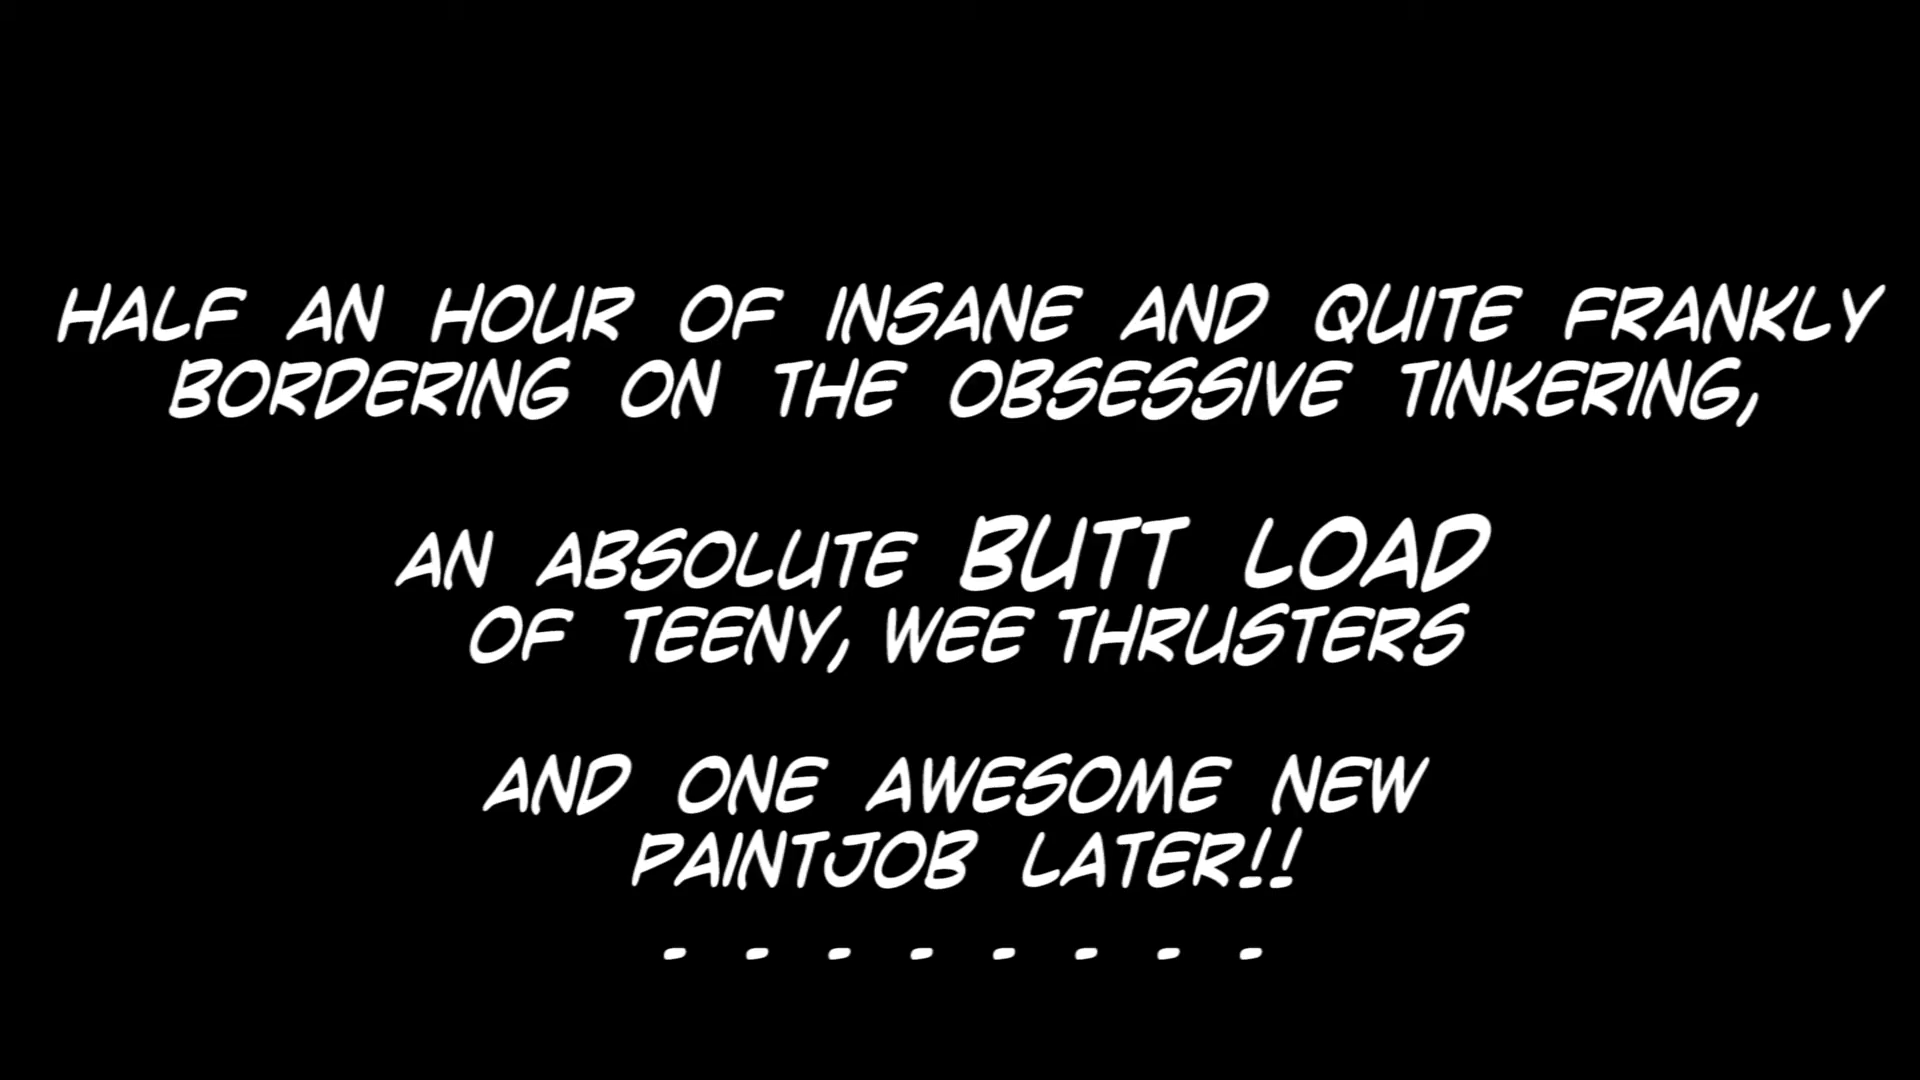 HALF AN HOUR OF INSANE AND QUITE FRANKLY
BORDERING ON THE OBSESSIVE TINKERING,
AN ABSOLUTE BUTT LOAD
OF TEENY, WEE THRUSTERS
AND ONE AWESOME NEW
PAINTJOB LATER!!
- - - - - - - -